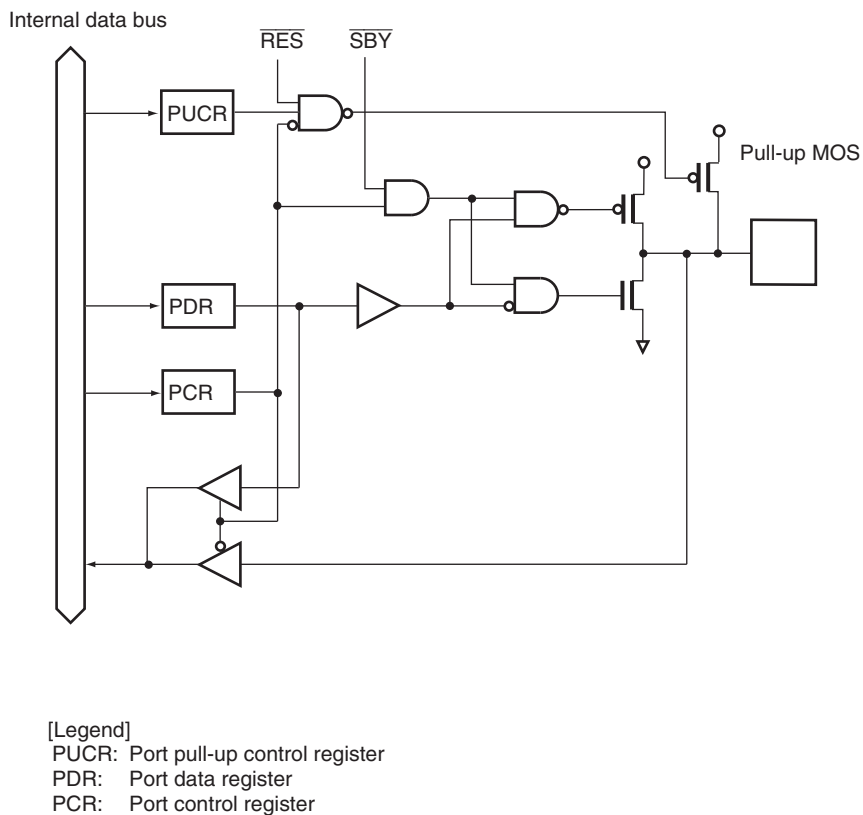 Internal data bus
RES
SBY
PUCR
Pull-up MOS
PDR
PCR
[Legend]
PUCR: Port pull-up control register
PDR: Port data register
PCR: Port control register